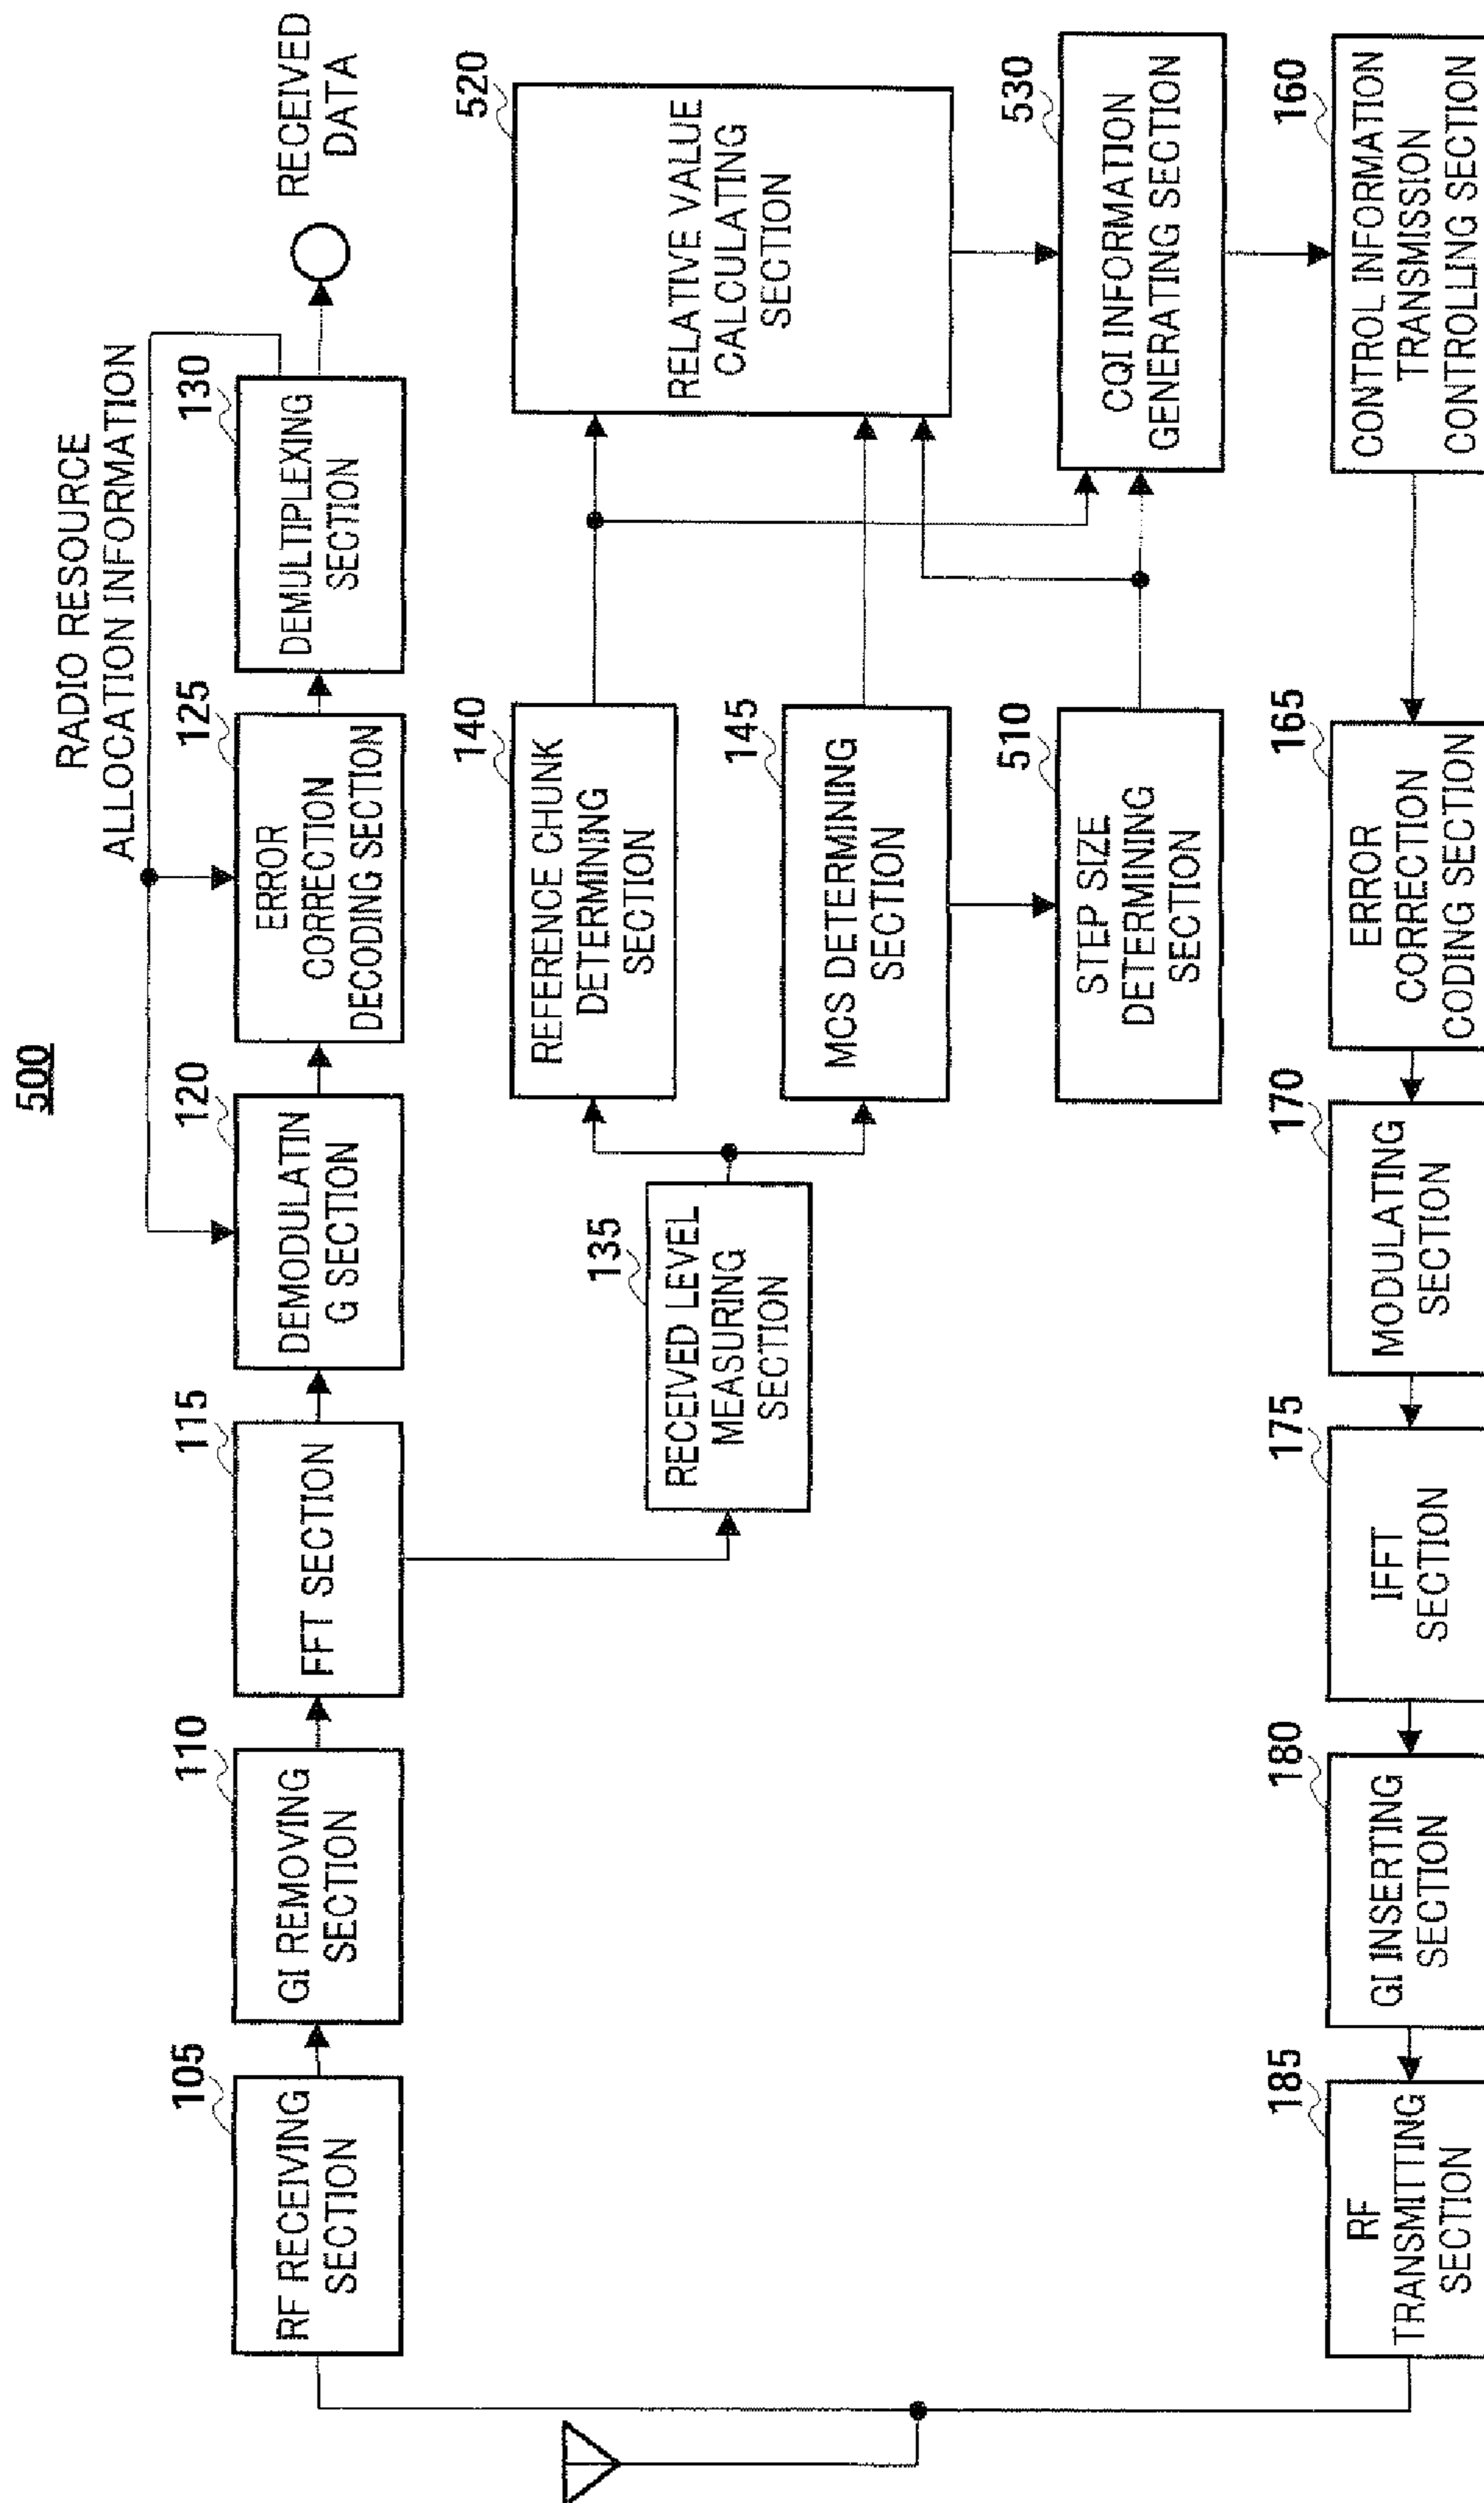 500
RADIO RESOURCE
ALLOCATION INFORMATION
105
RF RECEIVING
SECTION
110
GI REMOVING
SECTION
115
FFT SECTION
120
DEMODULATIN
G SECTION
125
ERROR
CORRECTION
DECODING SECTION
130
DEMULTIPLEXING
SECTION
RECEIVED
DATA
135
RECEIVED LEVEL
MEASURING
SECTION
140
REFERENCE CHUNK
DETERMINING
SECTION
145
MCS DETERMINING
SECTION
510
STEP SIZE
DETERMINING
SECTION
520
RELATIVE VALUE
CALCULATING
SECTION
530
CQI INFORMATION
GENERATING SECTION
160
CONTROL INFORMATION
TRANSMISSION
CONTROLLING SECTION
165
ERROR
CORRECTION
CODING SECTION
170
MODULATING
SECTION
175
IFFT
SECTION
180
GI INSERTING
SECTION
185
RF
TRANSMITTING
SECTION